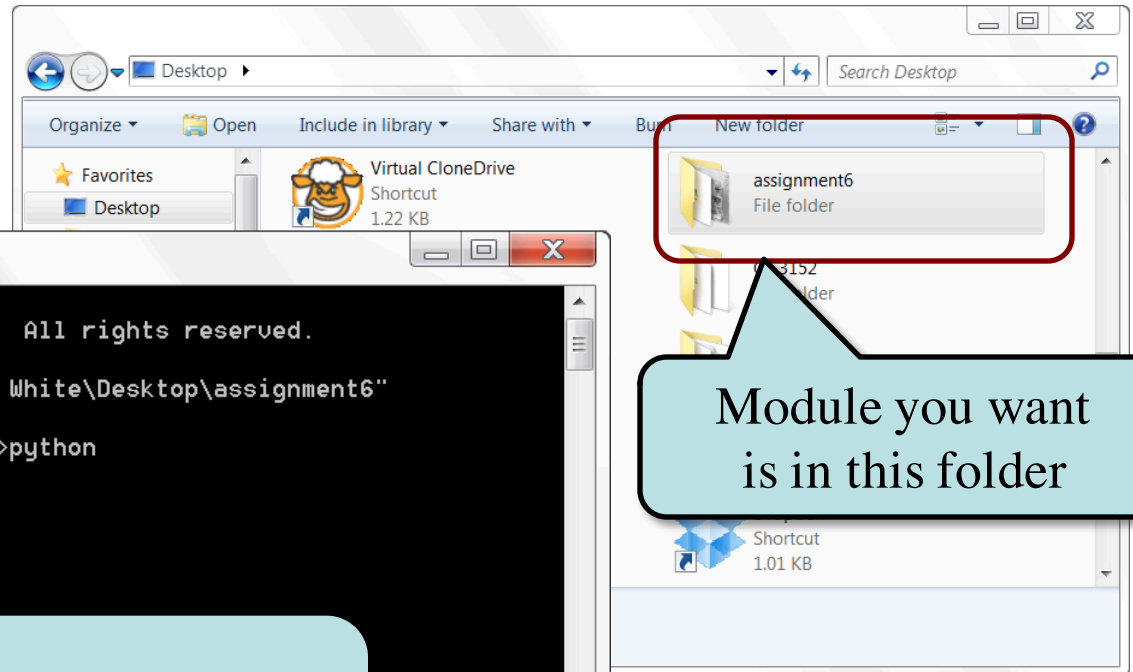 Desktop
Search Desktop
Organize
Open
Include in library
Share with
Burn
New folder
Favorites
Desktop
Virtual CloneDrive
Shortcut
1.22 KB
assignment6
File folder
3152
Module you want
is in this folder
Shortcut
1.01 KB
All rights reserved.
White\Desktop\assignment6"
>python